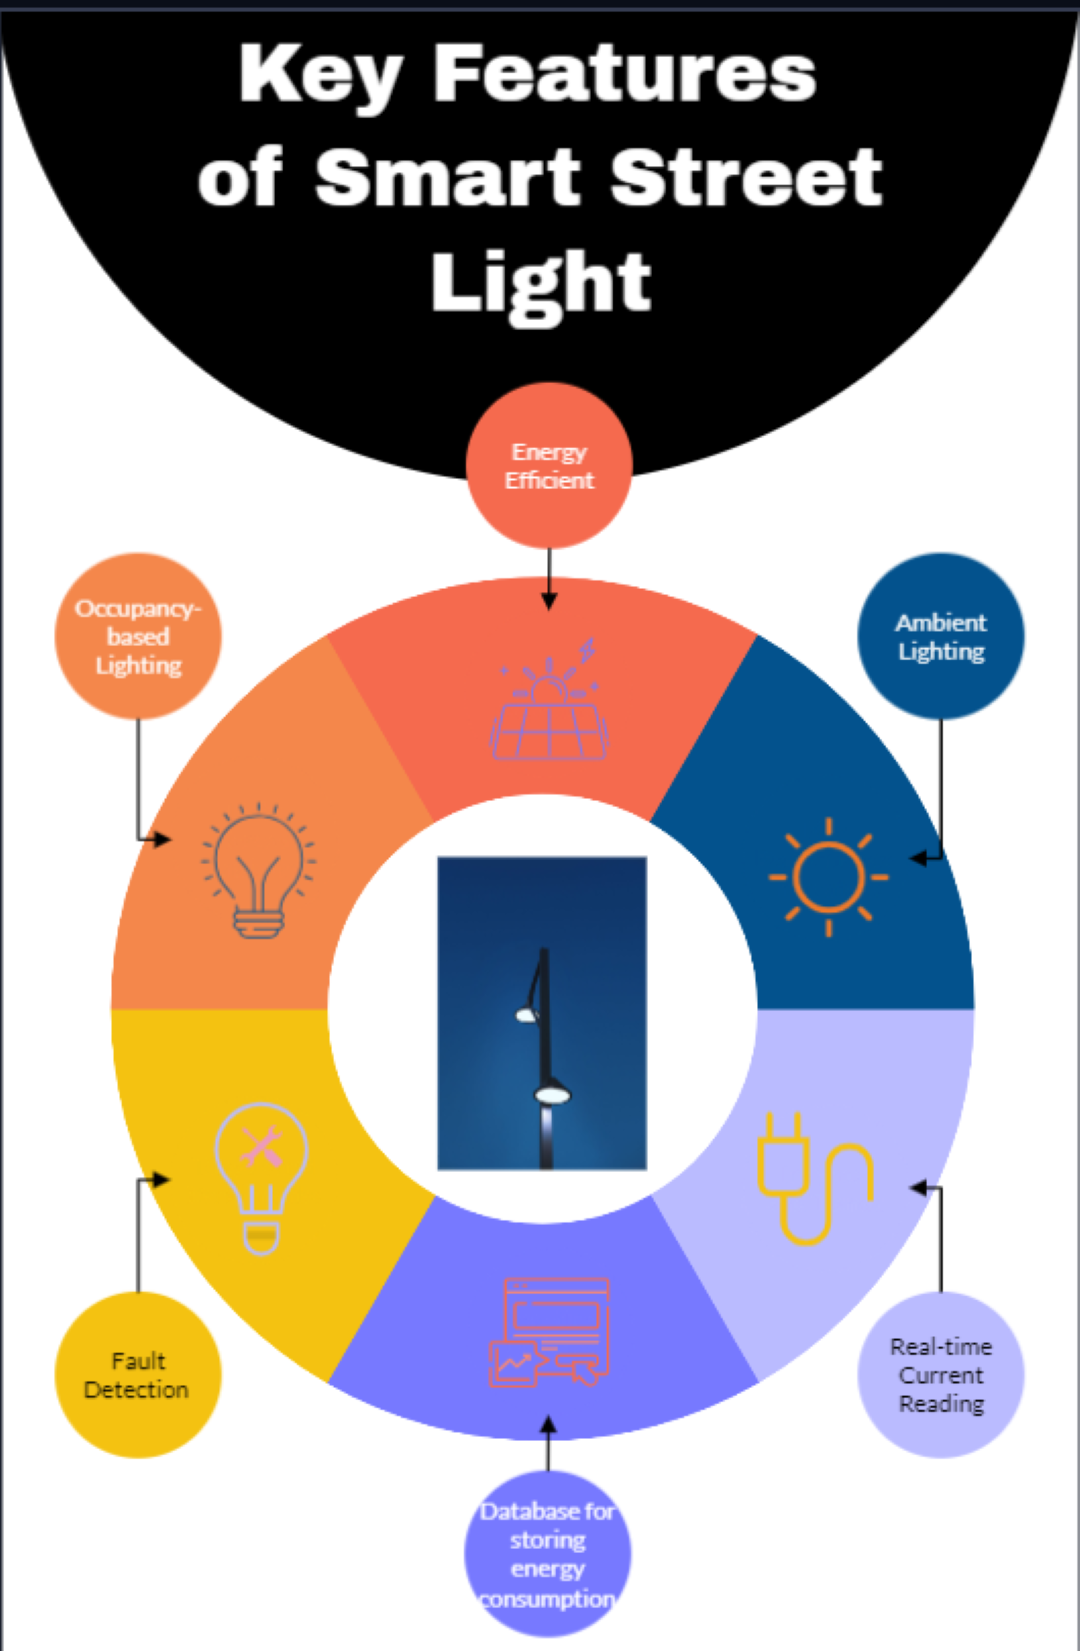 Key Features
of Smart Street
Light
Energy
Efficient
Occupancy-
based
Lighting
Ambient
Lighting
Fault
Detection
Real-time
Current
Reading
Database for
storing
energy
consumption